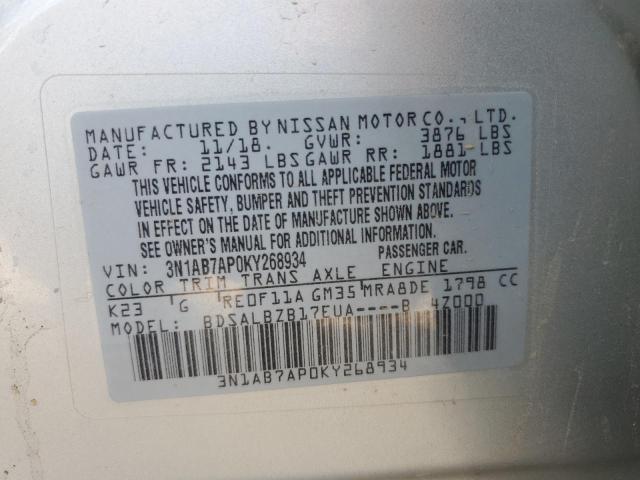 MANUFACTURED BY NISSAN MOTOR CO., LTD.
DATE: 11/18. GVWR: 3876 LBS
GAWR FR: 2143 LBS GAWR RR: 1881 LBS
THIS VEHICLE CONFORMS TO ALL APPLICABLE FEDERAL MOTOR
VEHICLE SAFETY, BUMPER AND THEFT PREVENTION STANDARDS
IN EFFECT ON THE DATE OF MANUFACTURE SHOWN ABOVE.
SEE OWNER'S MANUAL FOR ADDITIONAL INFORMATION.
VIN: 3N1AB7AP0KY268934 PASSENGER CAR.
COLOR TRIM TRANS AXLE ENGINE
K23 G RE0F11A GM35 MRA8DE 1798 CC
MODEL: BDSALBZB17EUA----B 4Z000
3N1AB7AP0KY268934